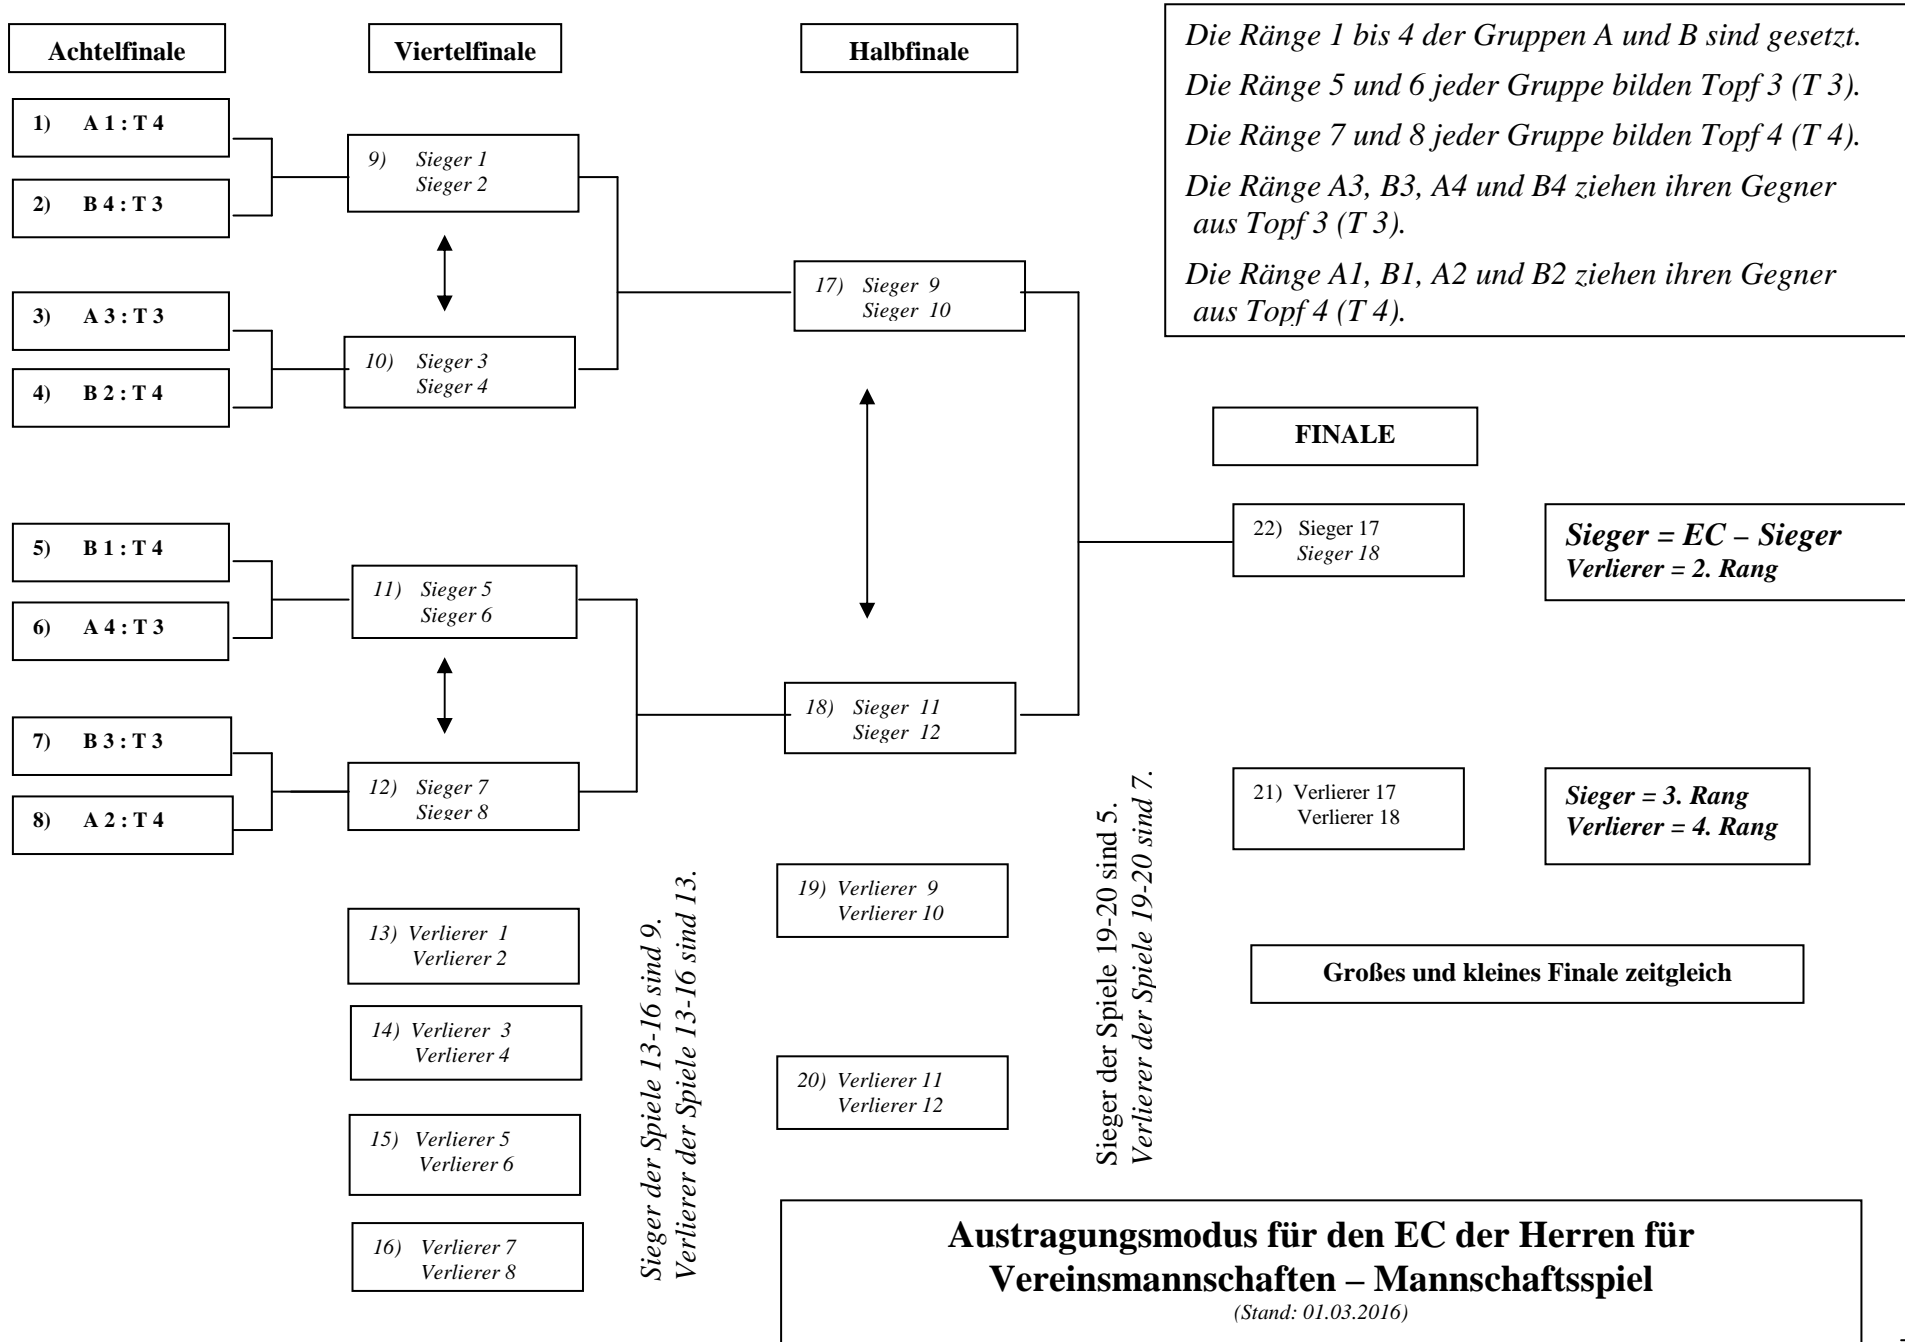 Achtelfinale
Viertelfinale
Halbfinale
Die Ränge 1 bis 4 der Gruppen A und B sind gesetzt.
Die Ränge 5 und 6 jeder Gruppe bilden Topf 3 (T 3).
Die Ränge 7 und 8 jeder Gruppe bilden Topf 4 (T 4).
Die Ränge A3, B3, A4 und B4 ziehen ihren Gegner
aus Topf 3 (T 3).
Die Ränge A1, B1, A2 und B2 ziehen ihren Gegner
aus Topf 4 (T 4).
1) A 1 : T 4
2) B 4 : T 3
3) A 3 : T 3
4) B 2 : T 4
5) B 1 : T 4
6) A 4 : T 3
7) B 3 : T 3
8) A 2 : T 4
9) Sieger 1
Sieger 2
10) Sieger 3
Sieger 4
11) Sieger 5
Sieger 6
12) Sieger 7
Sieger 8
13) Verlierer 1
Verlierer 2
14) Verlierer 3
Verlierer 4
15) Verlierer 5
Verlierer 6
16) Verlierer 7
Verlierer 8
Sieger der Spiele 13-16 sind 9.
Verlierer der Spiele 13-16 sind 13.
17) Sieger 9
Sieger 10
18) Sieger 11
Sieger 12
19) Verlierer 9
Verlierer 10
20) Verlierer 11
Verlierer 12
Sieger der Spiele 19-20 sind 5.
Verlierer der Spiele 19-20 sind 7.
FINALE
22) Sieger 17
Sieger 18
Sieger = EC – Sieger
Verlierer = 2. Rang
21) Verlierer 17
Verlierer 18
Sieger = 3. Rang
Verlierer = 4. Rang
Großes und kleines Finale zeitgleich
Austragungsmodus für den EC der Herren für
Vereinsmannschaften – Mannschaftsspiel
(Stand: 01.03.2016)